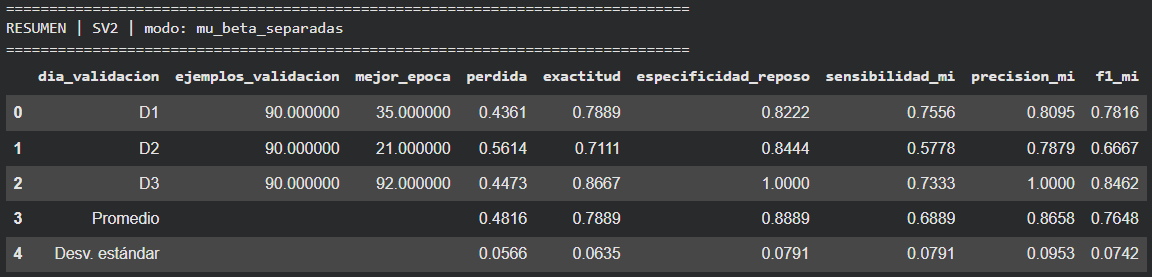 ================================================================================
RESUMEN | SV2 | modo: mu_beta_separadas
================================================================================
dia_validacion ejemplos_validacion mejor_epoca perdida exactitud especificidad_reposo sensibilidad_mi precision_mi f1_mi
0 D1 90.000000 35.000000 0.4361 0.7889 0.8222 0.7556 0.8095 0.7816
1 D2 90.000000 21.000000 0.5614 0.7111 0.8444 0.5778 0.7879 0.6667
2 D3 90.000000 92.000000 0.4473 0.8667 1.0000 0.7333 1.0000 0.8462
3 Promedio 0.4816 0.7889 0.8889 0.6889 0.8658 0.7648
4 Desv. estándar 0.0566 0.0635 0.0791 0.0791 0.0953 0.0742